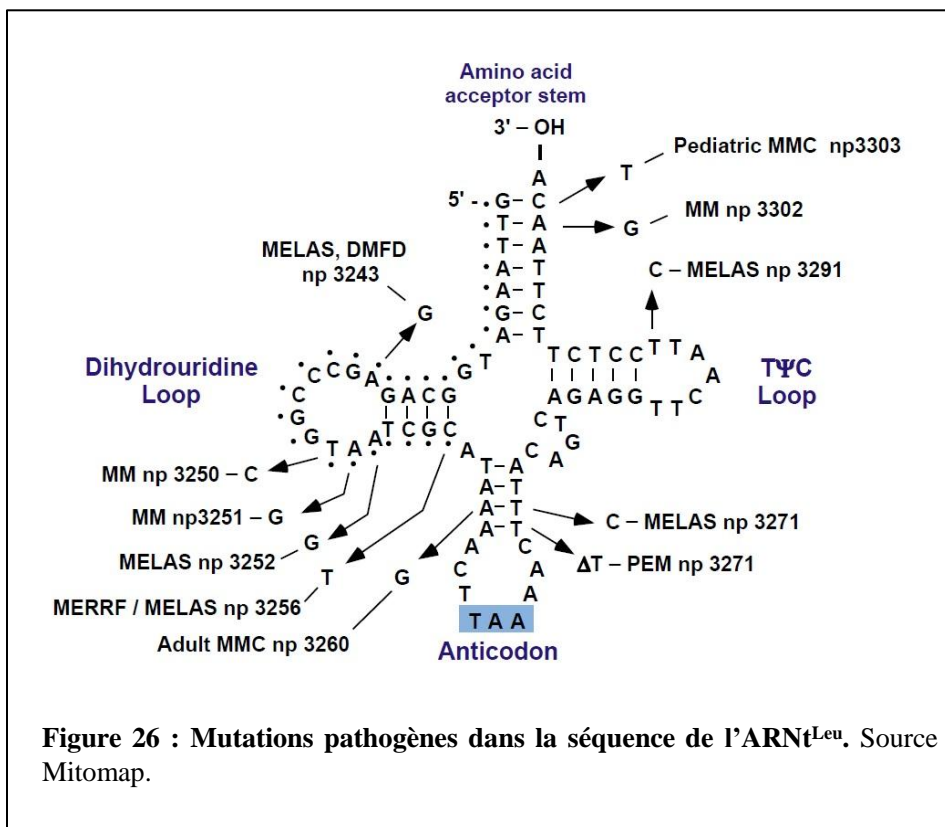 Amino acid
acceptor stem
3' – OH
Pediatric MMC np3303
T
A
5' - G – C
T – A
T – A
A – T
A – T
G – C
A – T
MM np 3302
G
MELAS, DMFD
np 3243
G
C – MELAS np 3291
Dihydrouridine
Loop
C C C G A
G G T A A
G A C G
T C G C
G T
T C T C C T T A
A G A G G T T C
A
TΨC
Loop
C T G A C
A
T – A
A – T
A – T
A – T
MM np 3250 – C
MM np3251 – G
MELAS np 3252
G
MERRF / MELAS np 3256
T
Adult MMC np 3260
G
C – MELAS np 3271
ΔT – PEM np 3271
A C
C A
T A
T A A
Anticodon
Figure 26 : Mutations pathogènes dans la séquence de l'ARNtLeu. Source
Mitomap.